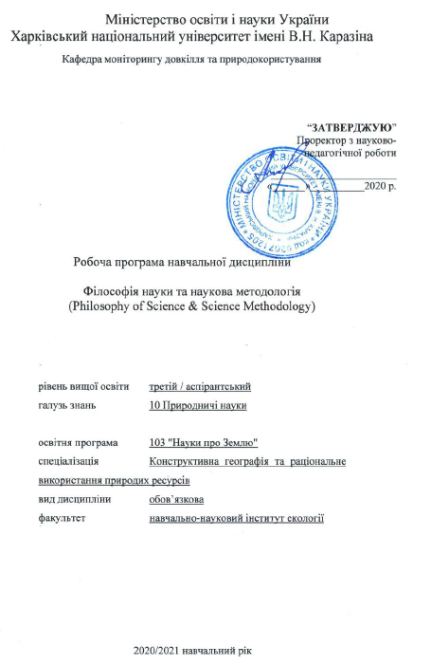 Міністерство освіти і науки України
Харківський національний університет імені В.Н. Каразіна
Кафедра моніторингу довкілля та природокористування
“ЗАТВЕРДЖУЮ”
Проректор з науково-
педагогічної роботи
2020 р.
Робоча програма навчальної дисципліни
Філософія науки та наукова методологія
(Philosophy of Science & Science Methodology)
рівень вищої освіти третій / аспірантський
галузь знань 10 Природничі науки
освітня програма 103 "Науки про Землю"
спеціалізація Конструктивна географія та раціональне
використання природих ресурсів
вид дисципліни обов`язкова
факультет навчально-науковий інститут екології
2020/2021 навчальний рік